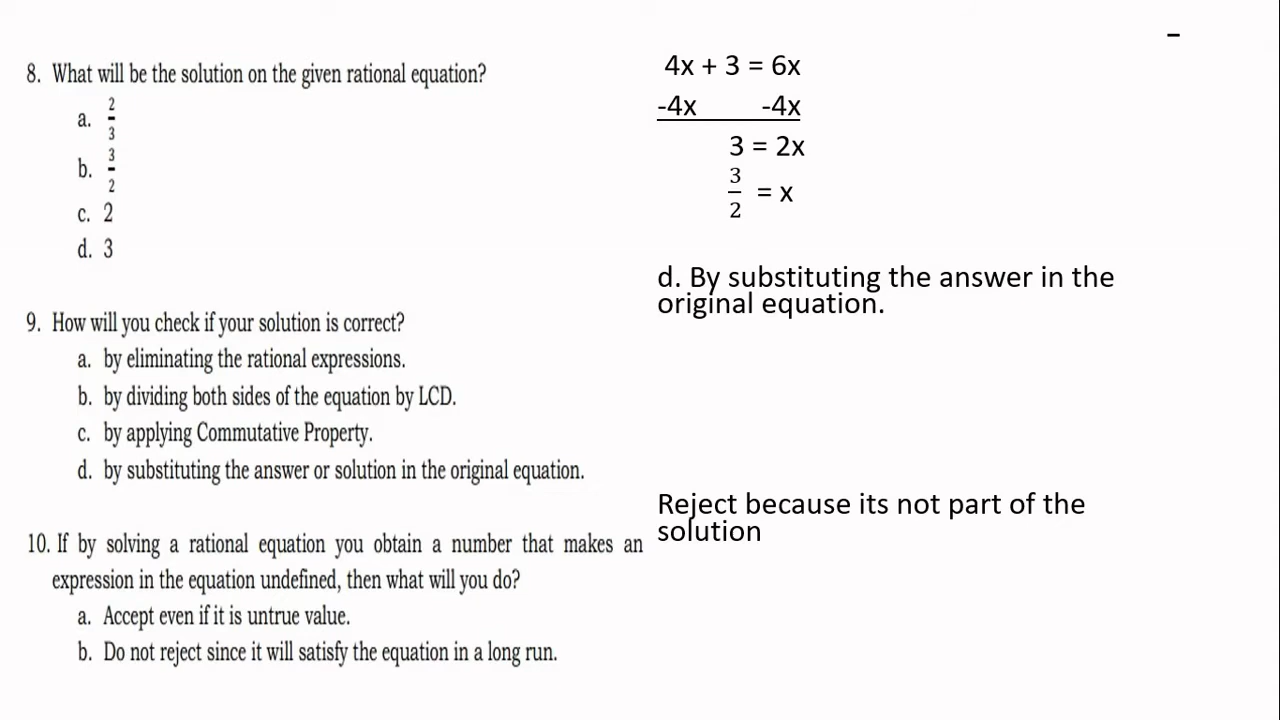 8. What will be the solution on the given rational equation?
a. 2/3
b. 3/2
c. 2
d. 3
9. How will you check if your solution is correct?
a. by eliminating the rational expressions.
b. by dividing both sides of the equation by LCD.
c. by applying Commutative Property.
d. by substituting the answer or solution in the original equation.
10. If by solving a rational equation you obtain a number that makes an
expression in the equation undefined, then what will you do?
a. Accept even if it is untrue value.
b. Do not reject since it will satisfy the equation in a long run.
4x + 3 = 6x
-4x -4x
3 = 2x
3/2 = x
d. By substituting the answer in the
original equation.
Reject because its not part of the
solution